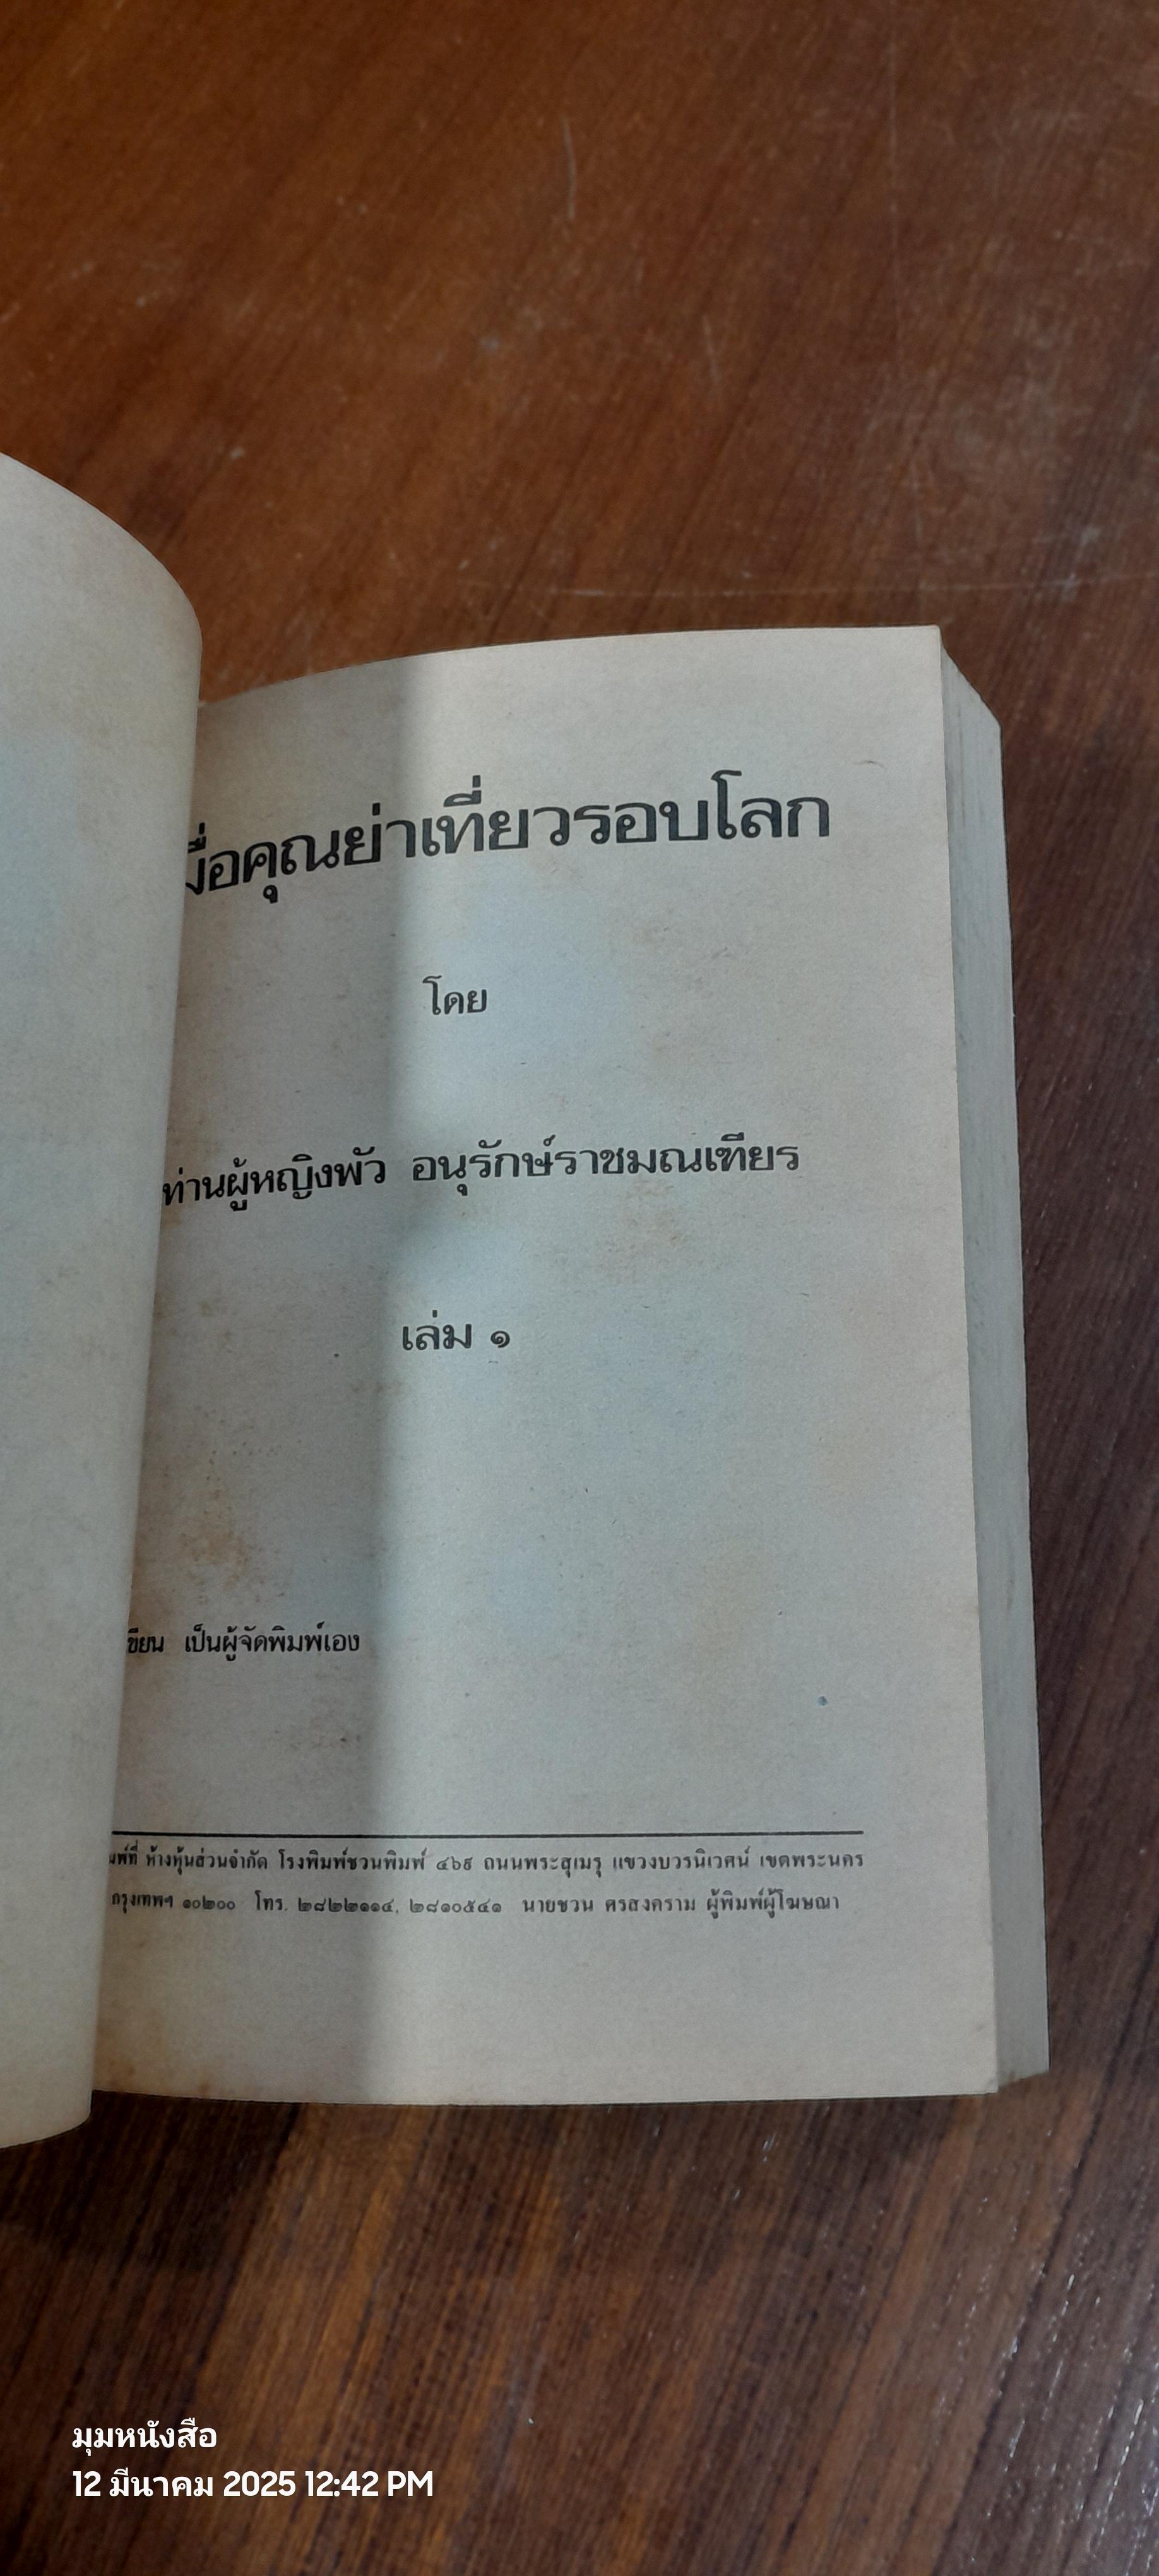 มื่อคุณย่าเที่ยวรอบโลก
โดย
ท่านผู้หญิงพัว อนุรักษ์ราชมณเฑียร
เล่ม ๑
ขียน เป็นผู้จัดพิมพ์เอง
มพ์ที่ ห้างหุ้นส่วนจำกัด โรงพิมพ์ชวนพิมพ์ ๔๖๙ ถนนพระสุเมรุ แขวงบวรนิเวศน์ เขตพระนคร
กรุงเทพฯ ๑๐๒๐๐ โทร. ๒๘๒๒๑๑๔, ๒๘๑๐๕๔๑ นายชวน ศรสงคราม ผู้พิมพ์ผู้โฆษณา
มุมหนังสือ
12 มีนาคม 2025 12:42 PM